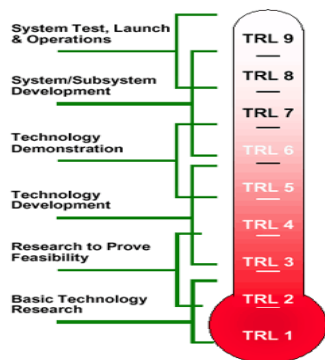 System Test, Launch
& Operations
System/Subsystem
Development
Technology
Demonstration
Technology
Development
Research to Prove
Feasibility
Basic Technology
Research
TRL 9
TRL 8
TRL 7
TRL 6
TRL 5
TRL 4
TRL 3
TRL 2
TRL 1